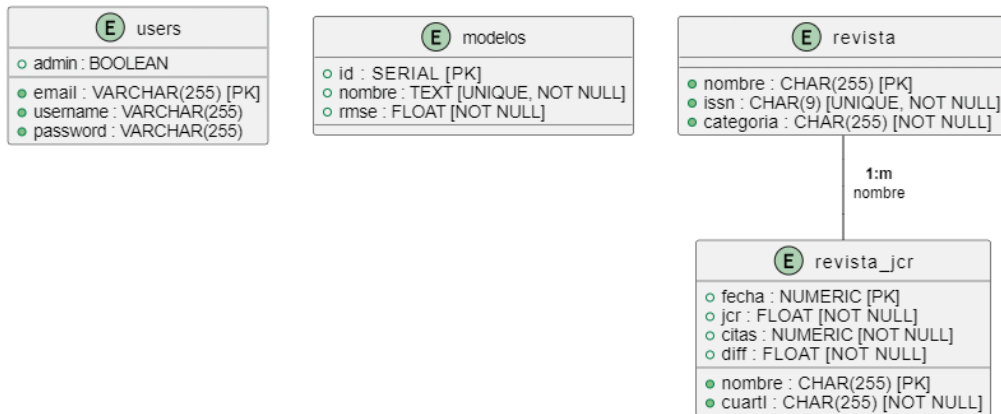 E users
admin : BOOLEAN
email : VARCHAR(255) [PK]
username : VARCHAR(255)
password : VARCHAR(255)
E modelos
id : SERIAL [PK]
nombre : TEXT [UNIQUE, NOT NULL]
rmse : FLOAT [NOT NULL]
E revista
nombre : CHAR(255) [PK]
issn : CHAR(9) [UNIQUE, NOT NULL]
categoria : CHAR(255) [NOT NULL]
1:m
nombre
E revista_jcr
fecha : NUMERIC [PK]
jcr : FLOAT [NOT NULL]
citas : NUMERIC [NOT NULL]
diff : FLOAT [NOT NULL]
nombre : CHAR(255) [PK]
cuartl : CHAR(255) [NOT NULL]